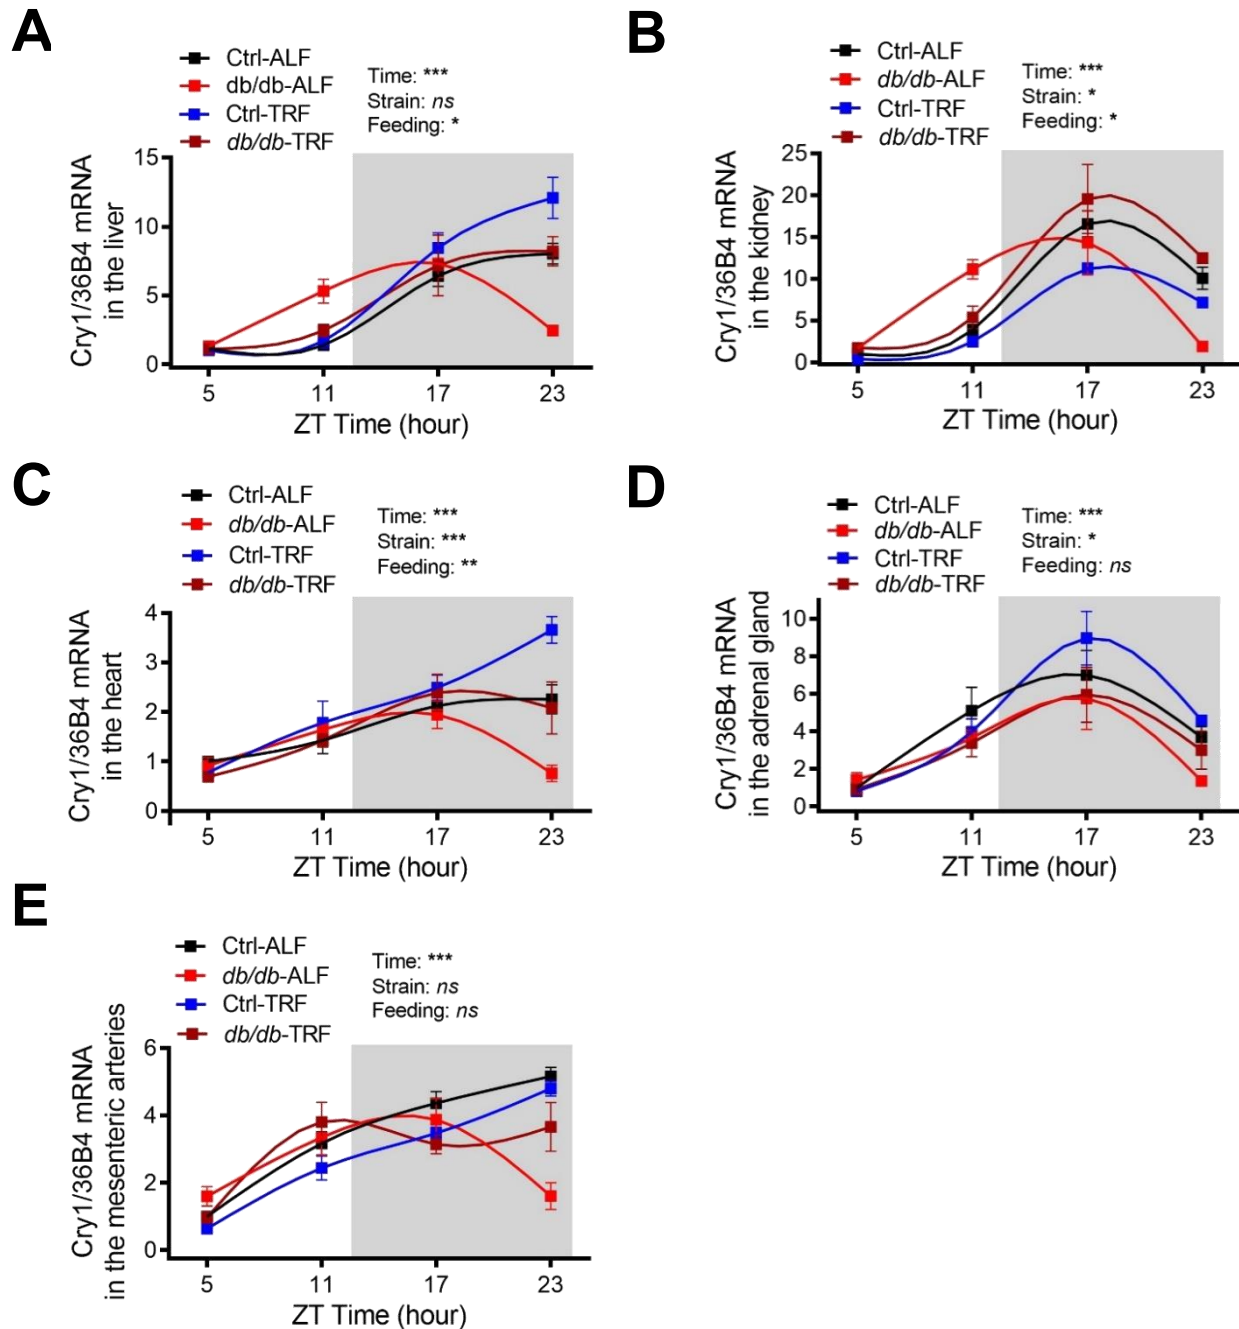 A
Ctrl-ALF
db/db-ALF
Ctrl-TRF
db/db-TRF
Time: ***
Strain: ns
Feeding: *
Cry1/36B4 mRNA
in the liver
15
10
5
0
5 11 17 23
ZT Time (hour)
B
Ctrl-ALF
db/db-ALF
Ctrl-TRF
db/db-TRF
Time: ***
Strain: *
Feeding: *
Cry1/36B4 mRNA
in the kidney
25
20
15
10
5
0
5 11 17 23
ZT Time (hour)
C
Ctrl-ALF
db/db-ALF
Ctrl-TRF
db/db-TRF
Time: ***
Strain: ***
Feeding: **
Cry1/36B4 mRNA
in the heart
4
3
2
1
0
5 11 17 23
ZT Time (hour)
D
Ctrl-ALF
db/db-ALF
Ctrl-TRF
db/db-TRF
Time: ***
Strain: *
Feeding: ns
Cry1/36B4 mRNA
in the adrenal gland
10
8
6
4
2
0
5 11 17 23
ZT Time (hour)
E
Ctrl-ALF
db/db-ALF
Ctrl-TRF
db/db-TRF
Time: ***
Strain: ns
Feeding: ns
Cry1/36B4 mRNA
in the mesenteric arteries
6
4
2
0
5 11 17 23
ZT Time (hour)